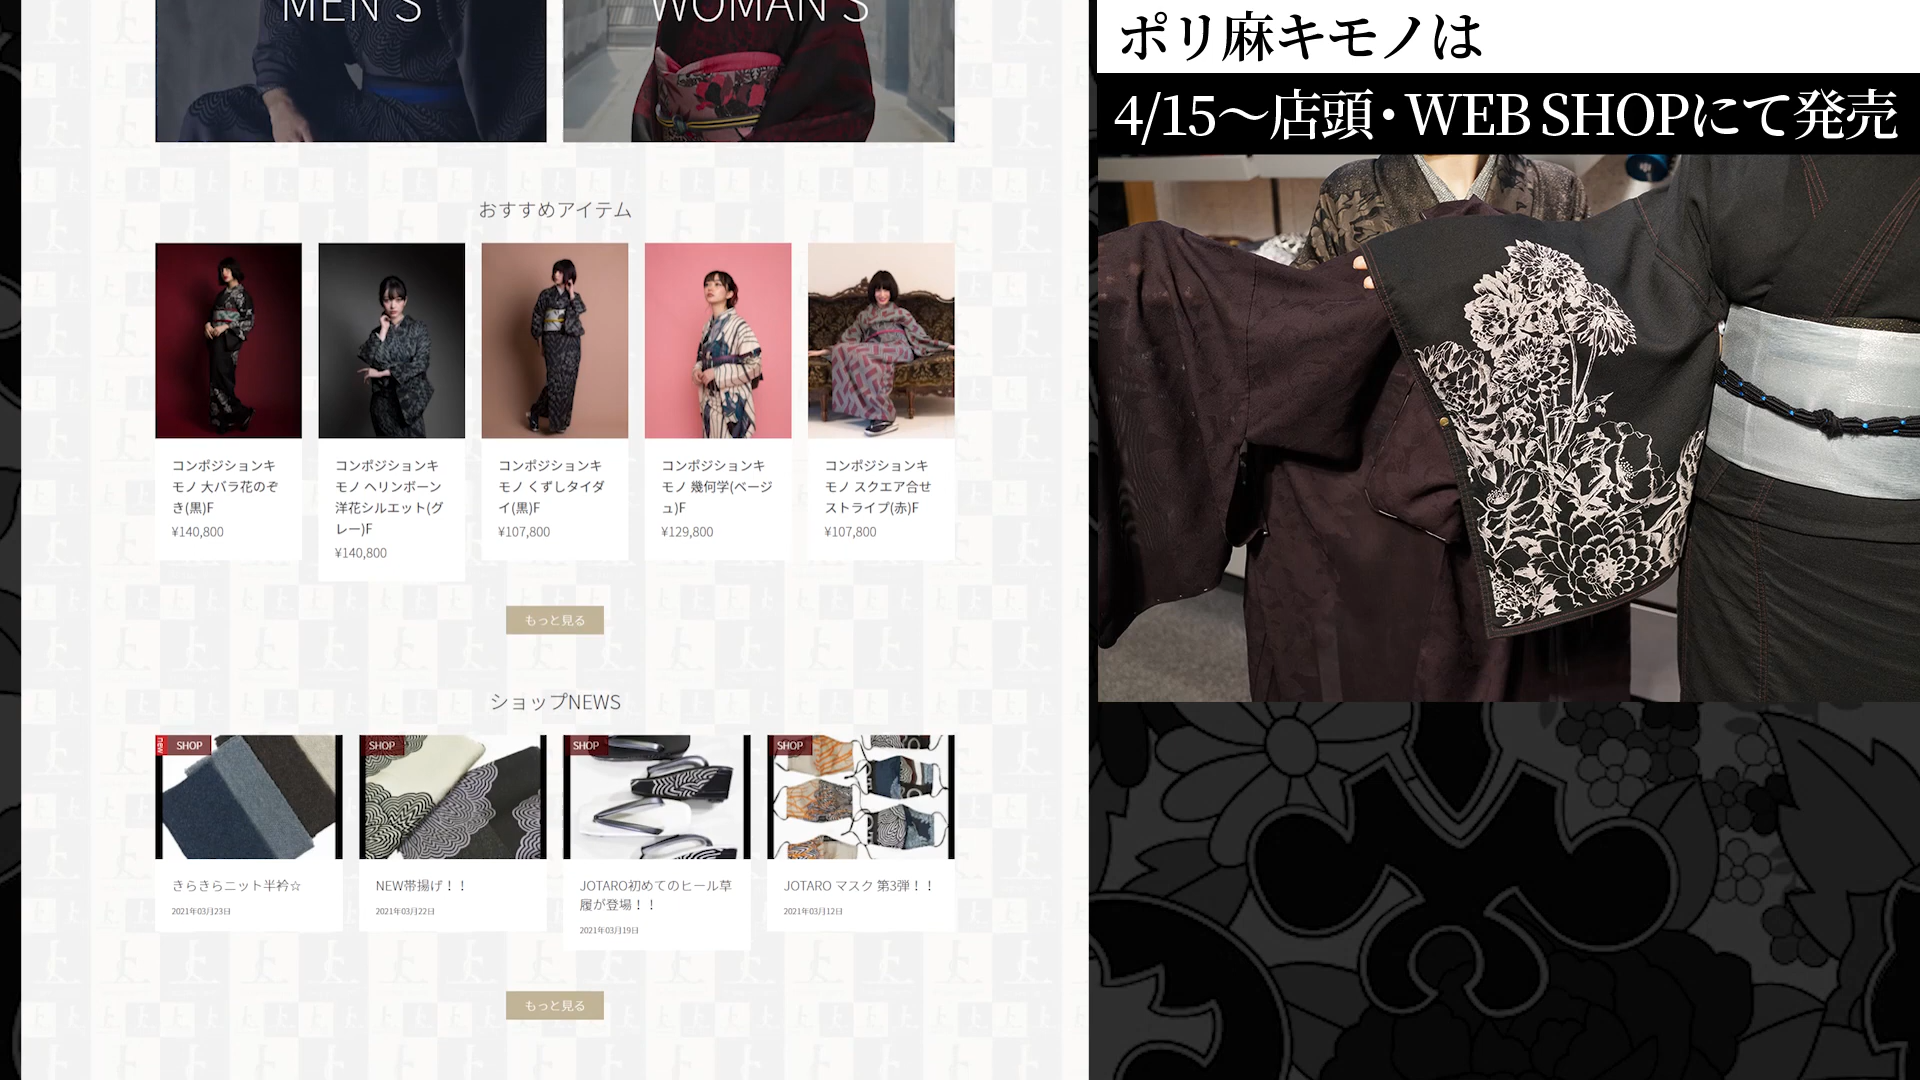 MEN'S
WOMAN'S
おすすめアイテム
コンポジションキ
モノ 大バラ花のぞ
き(黒)F
¥140,800
コンポジションキ
モノ ヘリンボーン
洋花シルエット(グ
レー)F
¥140,800
コンポジションキ
モノ くずしタイダ
イ(黒)F
¥107,800
コンポジションキ
モノ 幾何学(ベージ
ュ)F
¥129,800
コンポジションキ
モノ スクエア合せ
ストライプ(赤)F
¥107,800
もっと見る
ショップNEWS
new
SHOP
きらきらニット半衿☆
2021年03月23日
SHOP
NEW帯揚げ！！
2021年03月22日
SHOP
JOTARO初めてのヒール草
履が登場！！
2021年03月19日
SHOP
JOTARO マスク 第3弾！！
2021年03月12日
もっと見る
ポリ麻キモノは
4/15～店頭・WEB SHOPにて発売